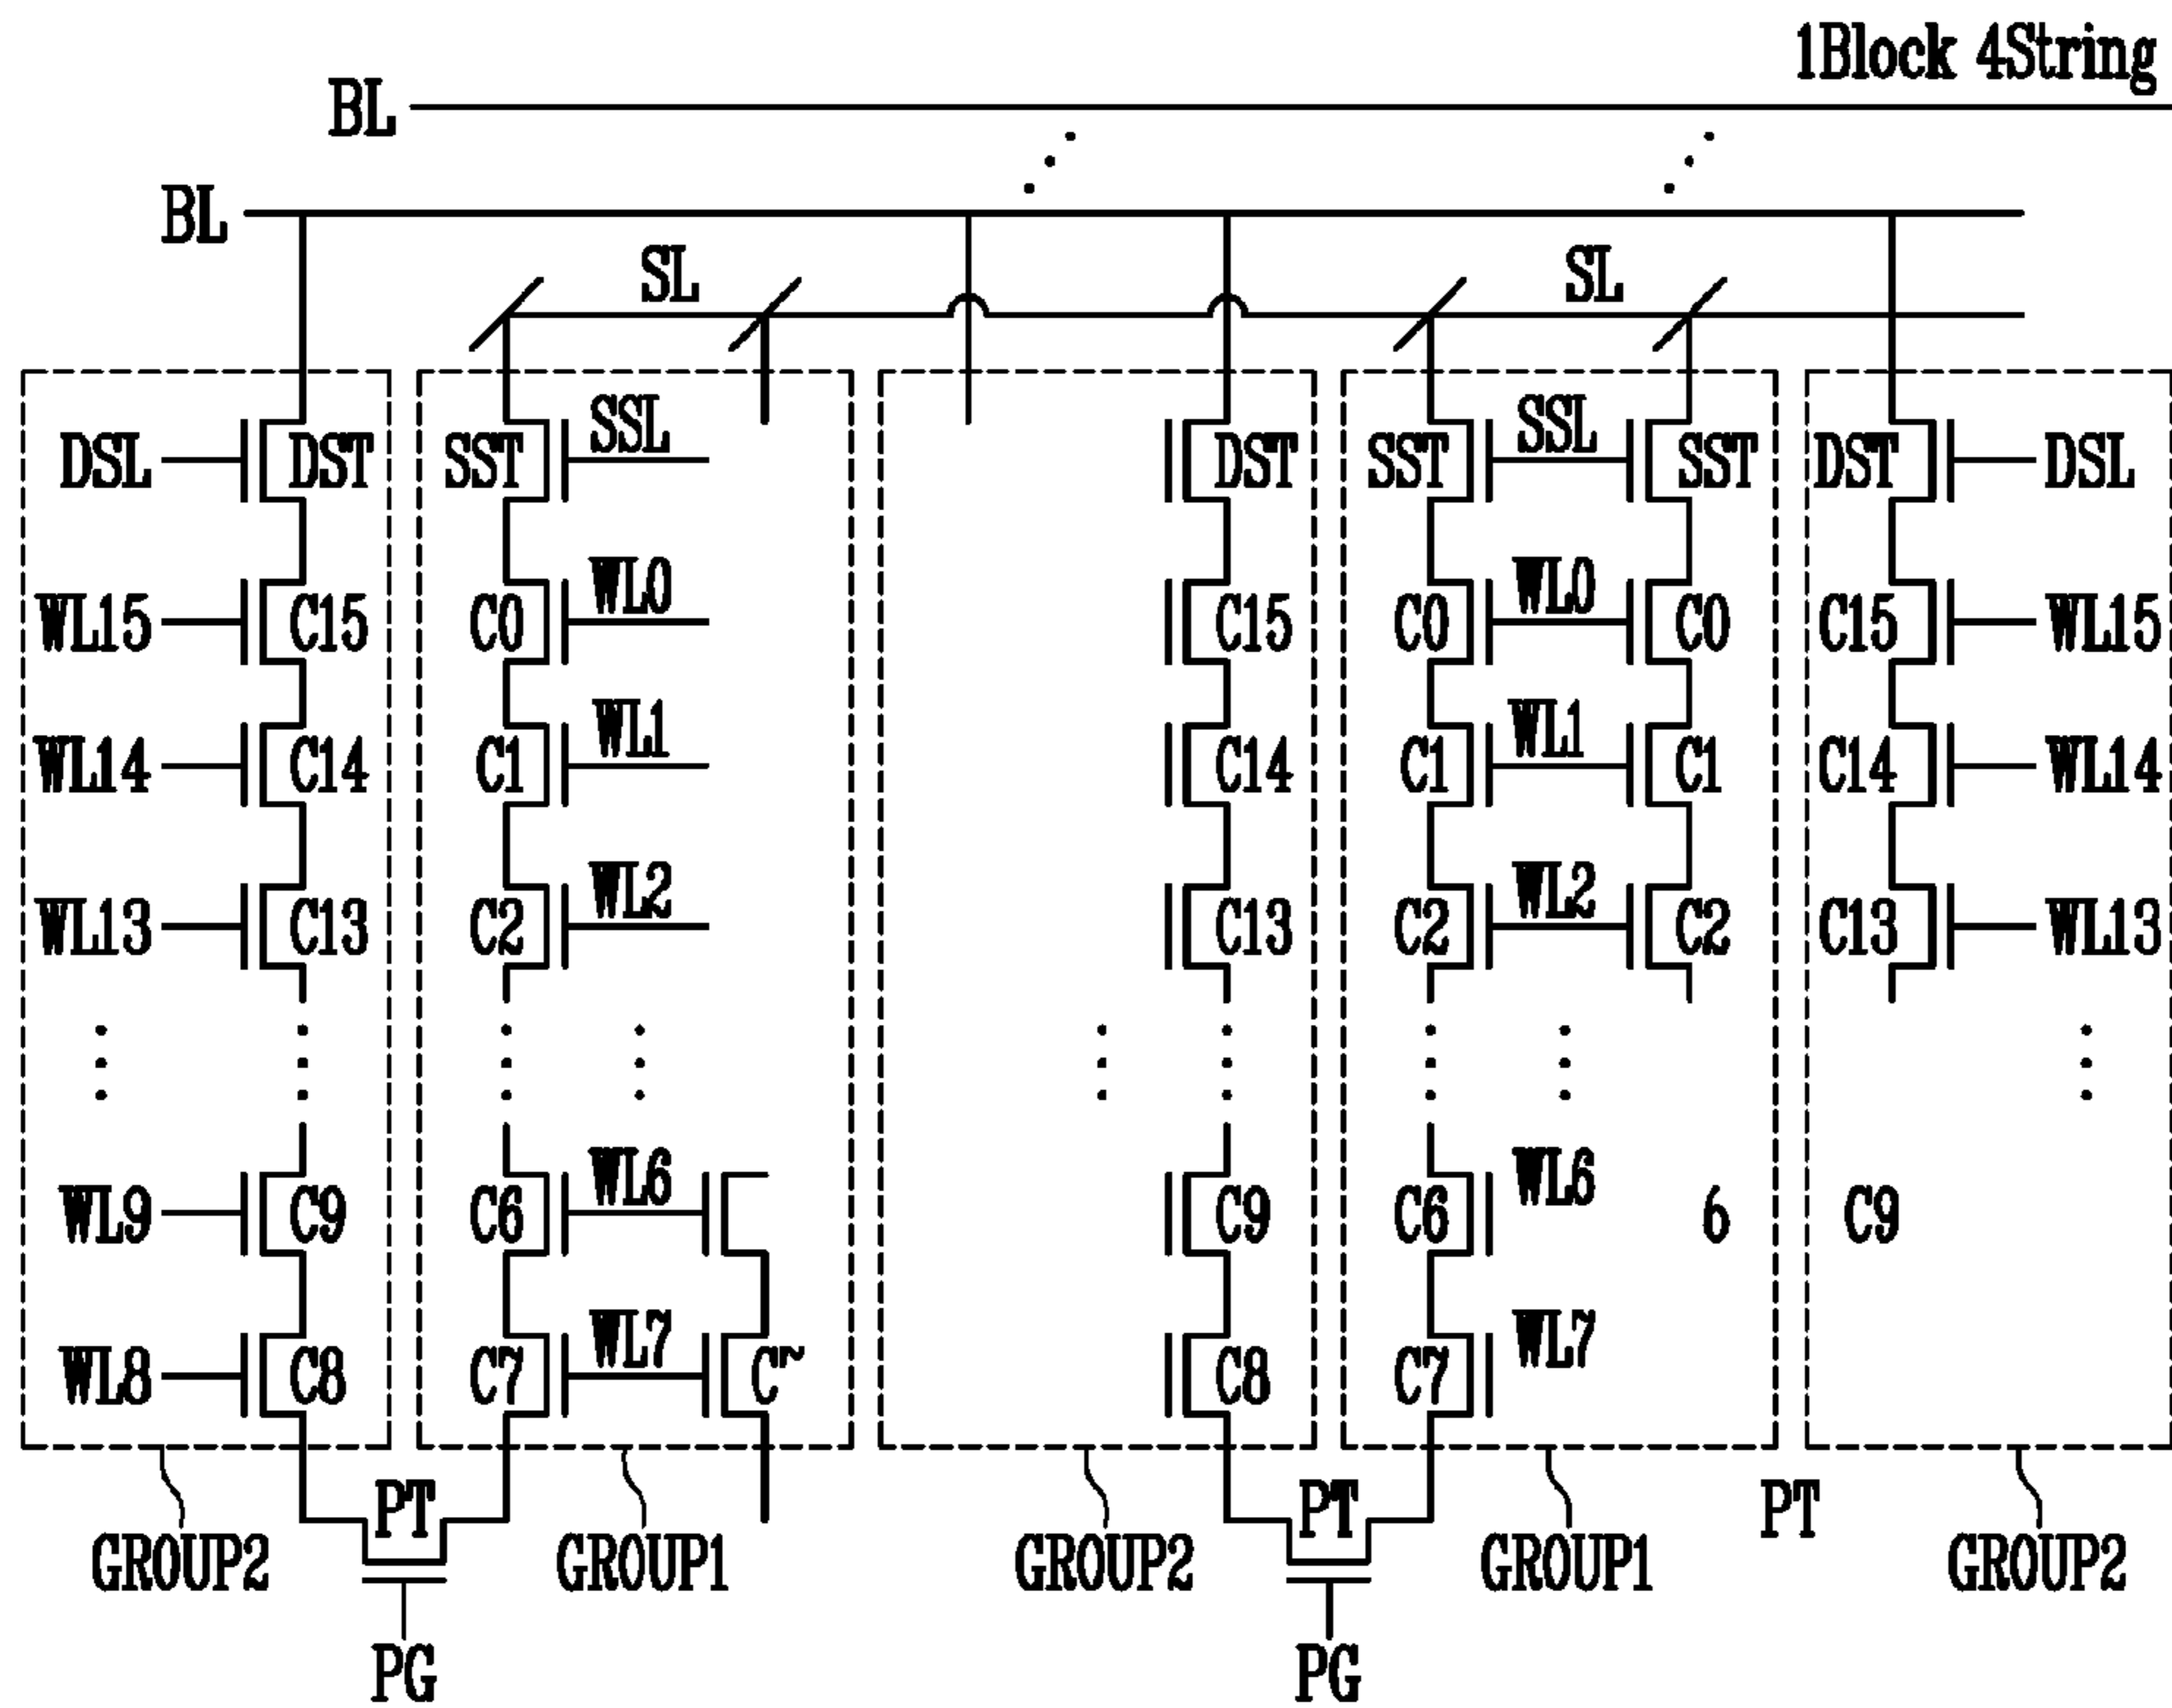 1Block 4String
BL
BL
SL SL
DSL DST SST SSL DST SST SSL SST DST DSL
WL15 C15 C0 WL0 C15 C0 WL0 C0 C15 WL15
WL14 C14 C1 WL1 C14 C1 WL1 C1 C14 WL14
WL13 C13 C2 WL2 C13 C2 WL2 C2 C13 WL13
WL9 C9 C6 WL6 C9 C6 WL6 6 C9
WL8 C8 C7 WL7 C C8 C7 WL7
PT PT PT
GROUP2 GROUP1 GROUP2 GROUP1 GROUP2
PG PG